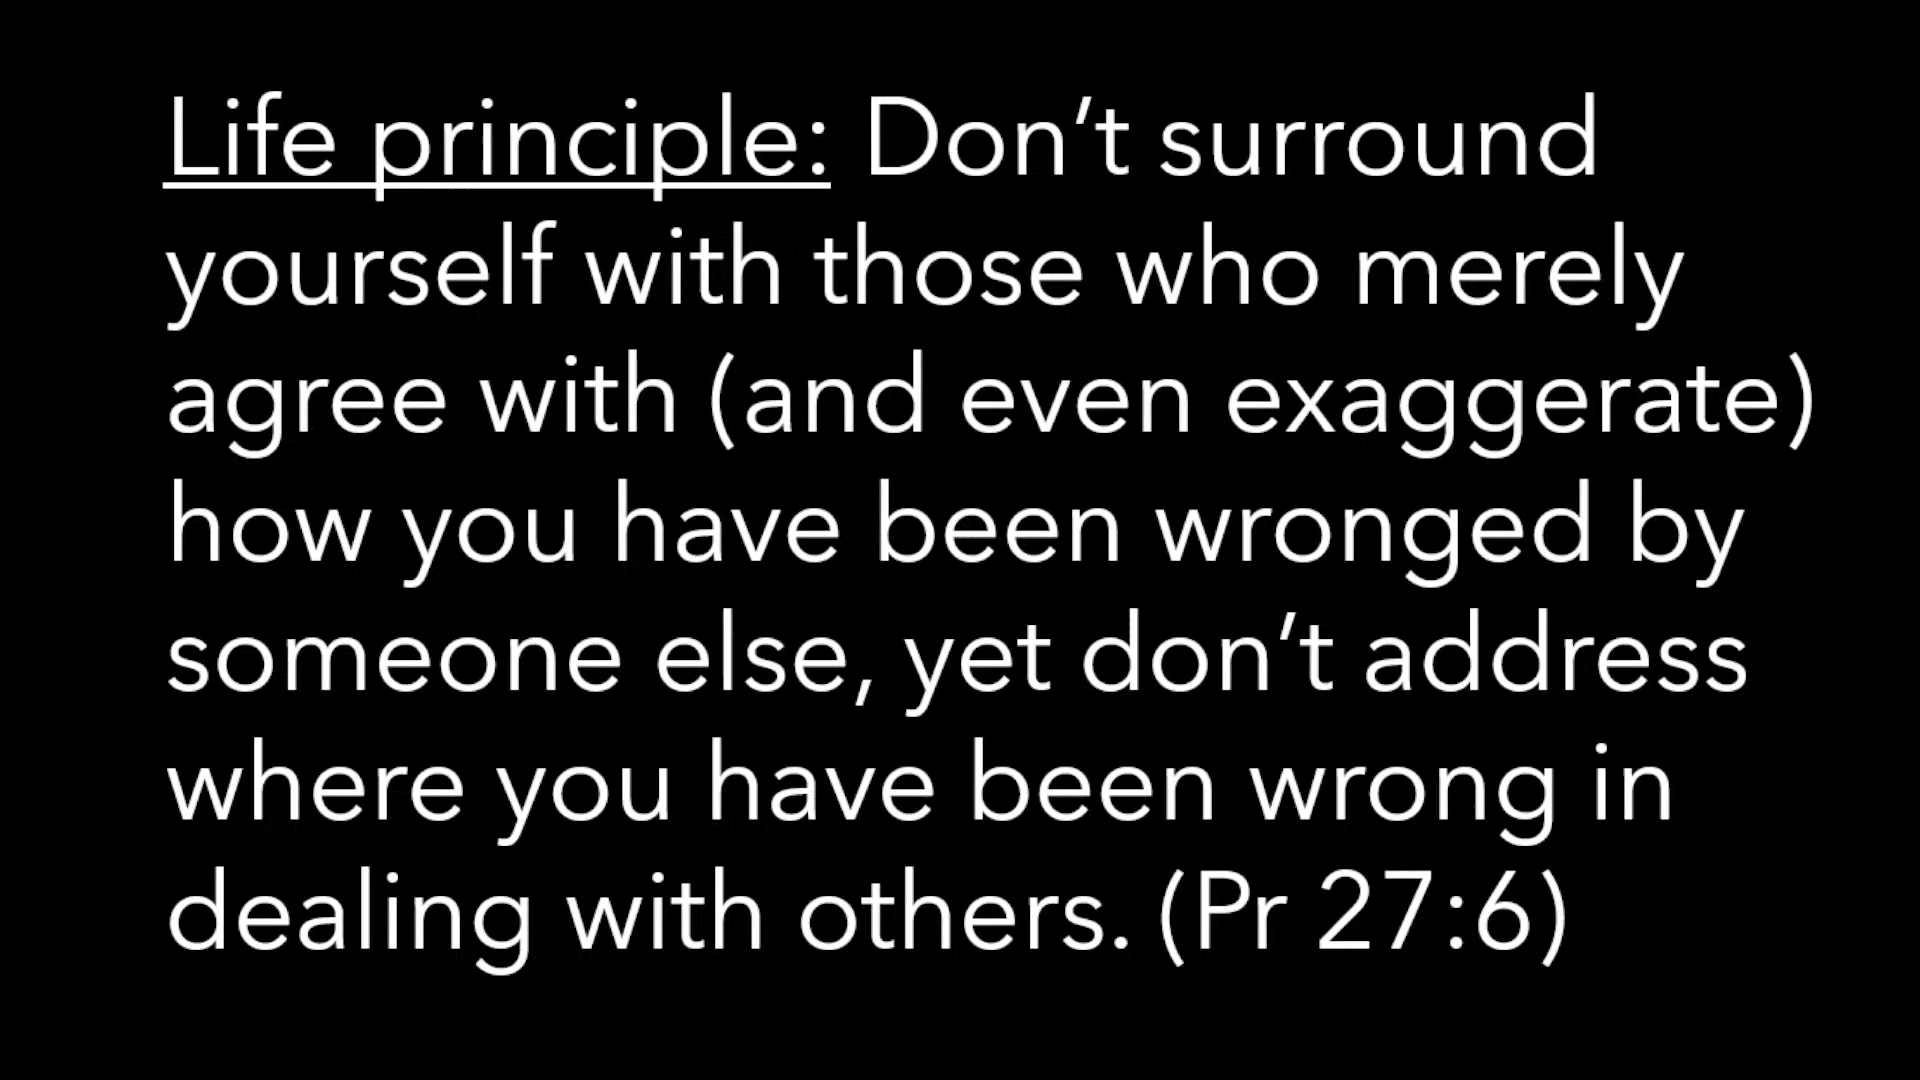 Life principle: Don’t surround
yourself with those who merely
agree with (and even exaggerate)
how you have been wronged by
someone else, yet don’t address
where you have been wrong in
dealing with others. (Pr 27:6)